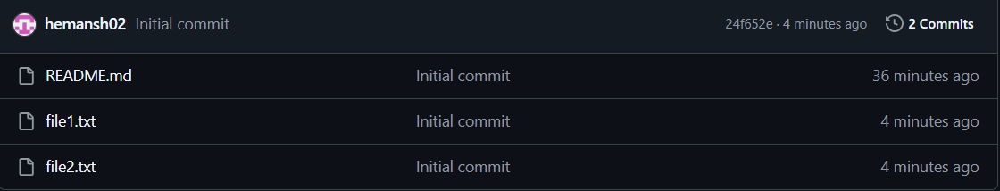 hemansh02 Initial commit 24f652e · 4 minutes ago 2 Commits
README.md Initial commit 36 minutes ago
file1.txt Initial commit 4 minutes ago
file2.txt Initial commit 4 minutes ago